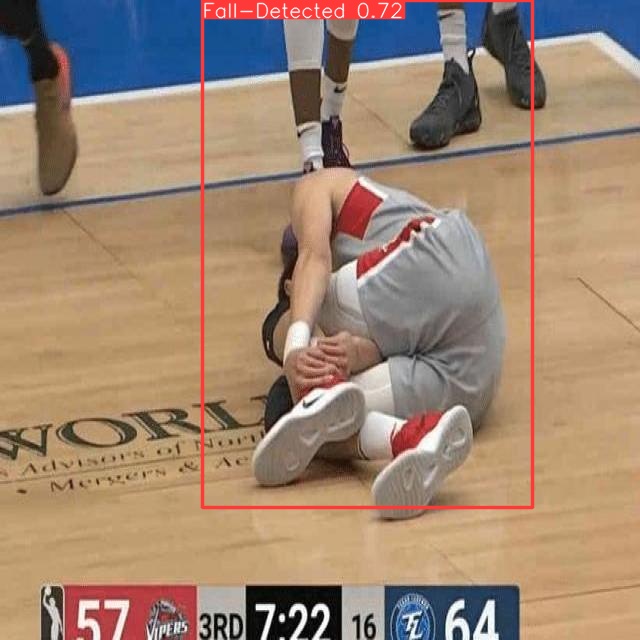 Fall-Detected 0.72
WORL
Advisors of Nor
Mergers & Ac
57 VIPERS 3RD 7:22 16 64